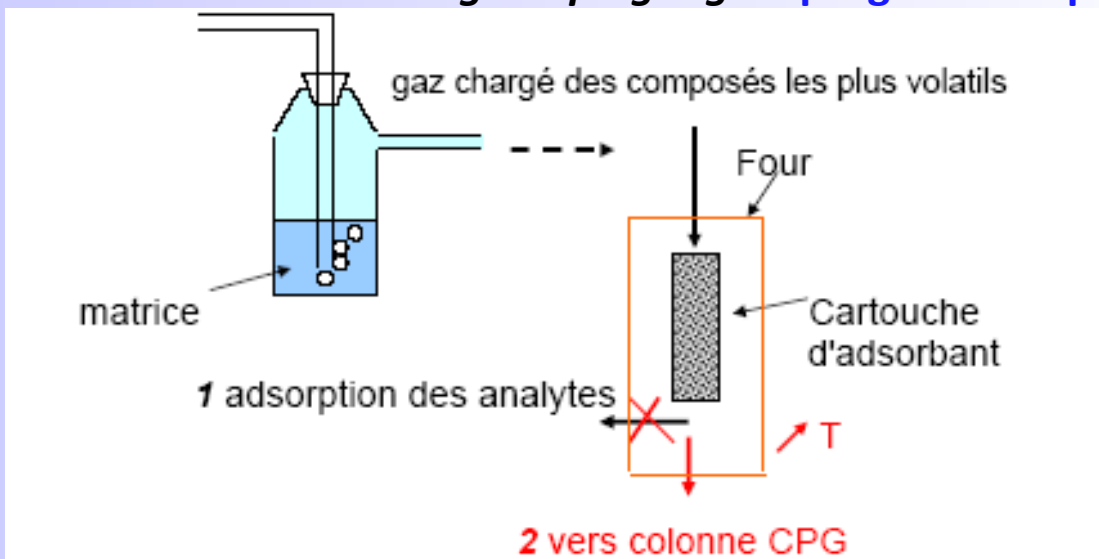 gaz chargé des composés les plus volatils
Four
matrice
Cartouche
d'adsorbant
1 adsorption des analytes
T
2 vers colonne CPG